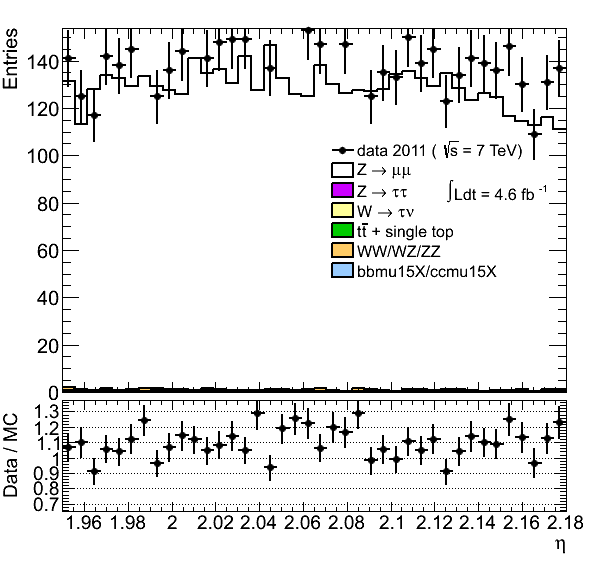 Entries
140
120
100
80
60
40
20
0
data 2011 ( √s = 7 TeV)
Z → μμ
Z → ττ
∫Ldt = 4.6 fb⁻¹
W → τν
tt̄ + single top
WW/WZ/ZZ
bbmu15X/ccmu15X
Data / MC
1.3
1.2
1.1
1
0.9
0.8
0.7
1.96 1.98 2 2.02 2.04 2.06 2.08 2.1 2.12 2.14 2.16 2.18
η